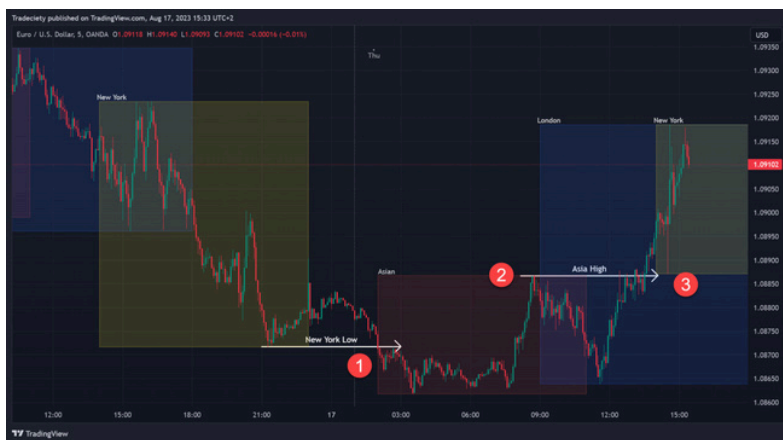 Tradeciety published on TradingView.com, Aug 17, 2023 15:33 UTC+2
Euro / U.S. Dollar, 5, OANDA O1.09118 H1.09140 L1.09093 C1.09102 -0.00016 (-0.01%)
USD
Thu
1.09350
1.09300
1.09250
New York
1.09200
London
New York
1.09150
1.09102
1.09050
1.09000
1.08950
1.08900
Asian
2
Asia High
3
1.08850
1.08800
1.08750
New York Low
1
1.08700
1.08650
1.08600
12:00
15:00
18:00
21:00
17
03:00
06:00
09:00
12:00
15:00
TradingView